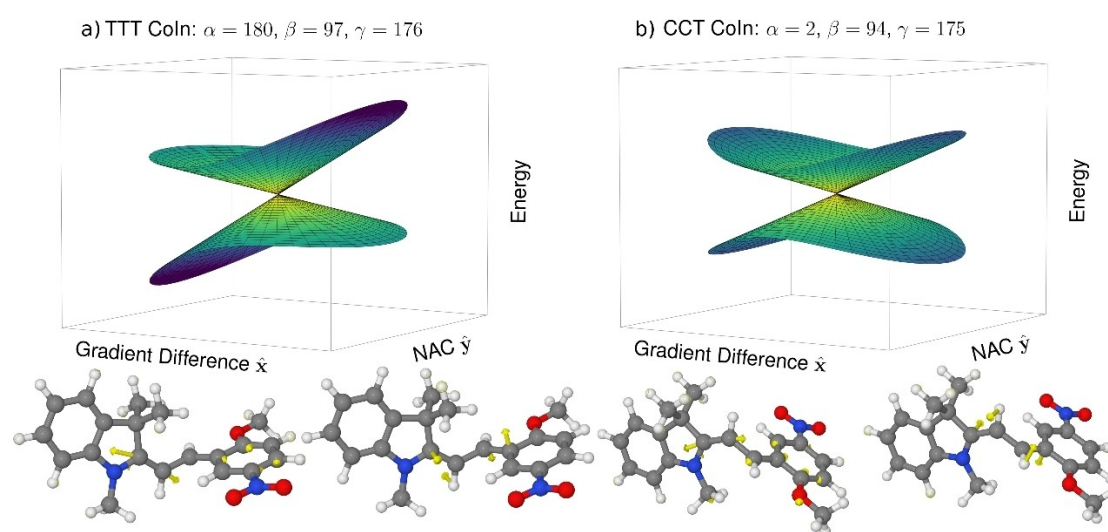 a) TTT CoIn: α = 180, β = 97, γ = 176
b) CCT CoIn: α = 2, β = 94, γ = 175
Energy
Energy
Gradient Difference x̂
NAC ŷ
Gradient Difference x̂
NAC ŷ